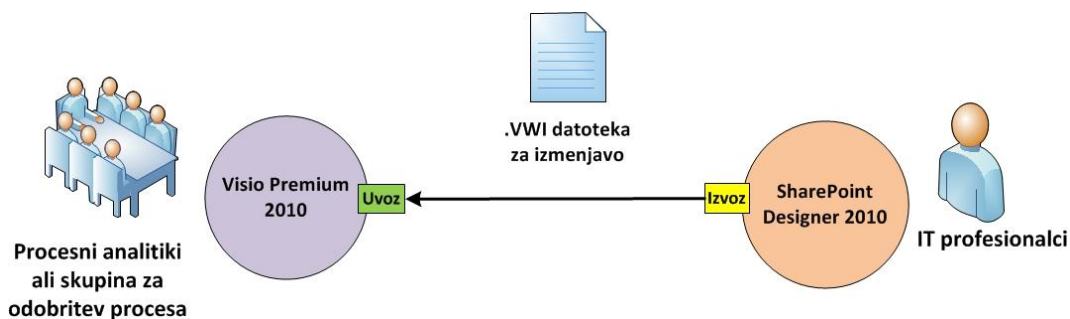 .VWI datoteka
za izmenjavo
Visio Premium
2010
Uvoz
Izvoz
SharePoint
Designer 2010
Procesni analitiki
ali skupina za
odobritev procesa
IT profesionalci